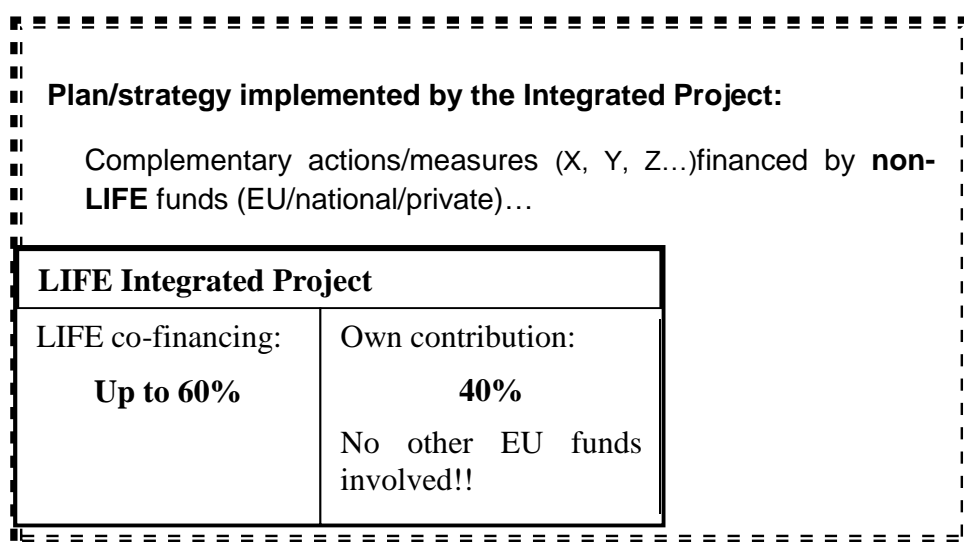 Plan/strategy implemented by the Integrated Project:
Complementary actions/measures (X, Y, Z…)financed by non-
LIFE funds (EU/national/private)…
LIFE Integrated Project
LIFE co-financing:
Up to 60%
Own contribution:
40%
No other EU funds
involved!!